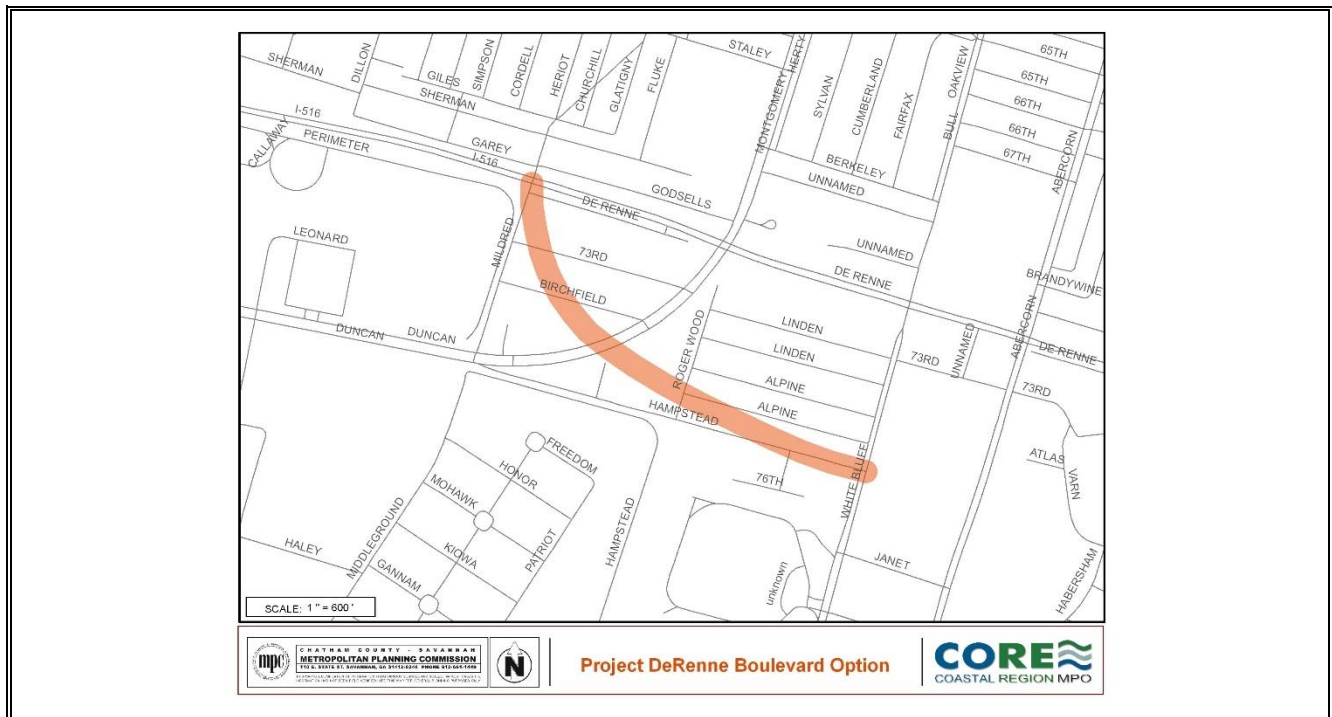 STALEY
HERTY
MONTGOMERY
SYLVAN
CUMBERLAND
FAIRFAX
OAKVIEW
BULL
65TH
65TH
66TH
66TH
67TH
ABERCORN
SHERMAN
DILLON
GILES
SIMPSON
CORDELL
HERIOT
CHURCHILL
GLATIGNY
FLUKE
SHERMAN
I-516
CALLAWAY
PERIMETER
GAREY
I-516
GODSELLS
BERKELEY
UNNAMED
DE RENNE
UNNAMED
DE RENNE
BRANDYWINE
LEONARD
MILDRED
73RD
BIRCHFIELD
DUNCAN
DUNCAN
ROGER WOOD
LINDEN
LINDEN
ALPINE
ALPINE
73RD
UNNAMED
ABERCORN
DE RENNE
73RD
HAMPSTEAD
WHITE BLUFF
76TH
ATLAS
VARN
FREEDOM
HONOR
MOHAWK
KIOWA
PATRIOT
GANNAM
HAMPSTEAD
HALEY
MIDDLEGROUND
unknown
JANET
HABERSHAM
SCALE: 1 " = 600 '
mpc
CHATHAM COUNTY - SAVANNAH
METROPOLITAN PLANNING COMMISSION
N
Project DeRenne Boulevard Option
CORE
COASTAL REGION MPO